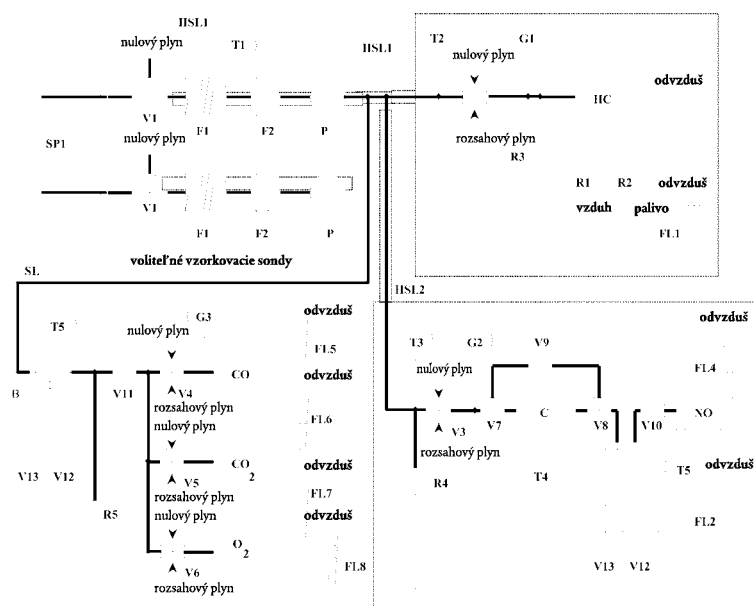 HSL1
nulový plyn
T1
HSL1
T2
G1
nulový plyn
odvzduš
HC
V1
nulový plyn
F1
F2
P
rozsahový plyn
SP1
R3
R1
R2
odvzduš
vzduh
palivo
V1
F1
F2
P
FL1
voliteľné vzorkovacie sondy
SL
HSL2
odvzduš
odvzduš
T5
G3
nulový plyn
FL5
T3
G2
V9
nulový plyn
FL4
B
V11
V4
CO
odvzduš
rozsahový plyn
nulový plyn
FL6
V3
V7
C
V8
V10
NO
rozsahový plyn
V13
V12
V5
CO2
odvzduš
R4
T4
T5
odvzduš
rozsahový plyn
FL7
R5
nulový plyn
odvzduš
FL2
O2
V6
FL8
V13
V12
rozsahový plyn